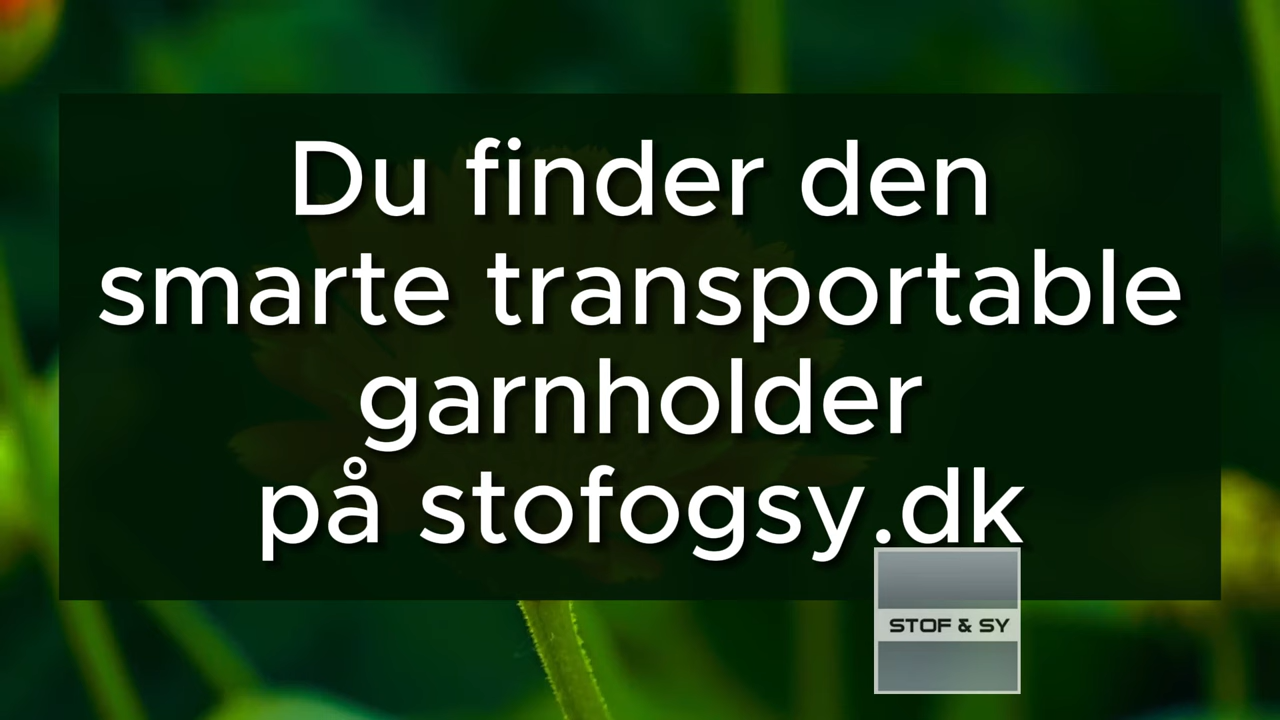 Du finder den
smarte transportable
garnholder
på stofogsy.dk
STOF & SY